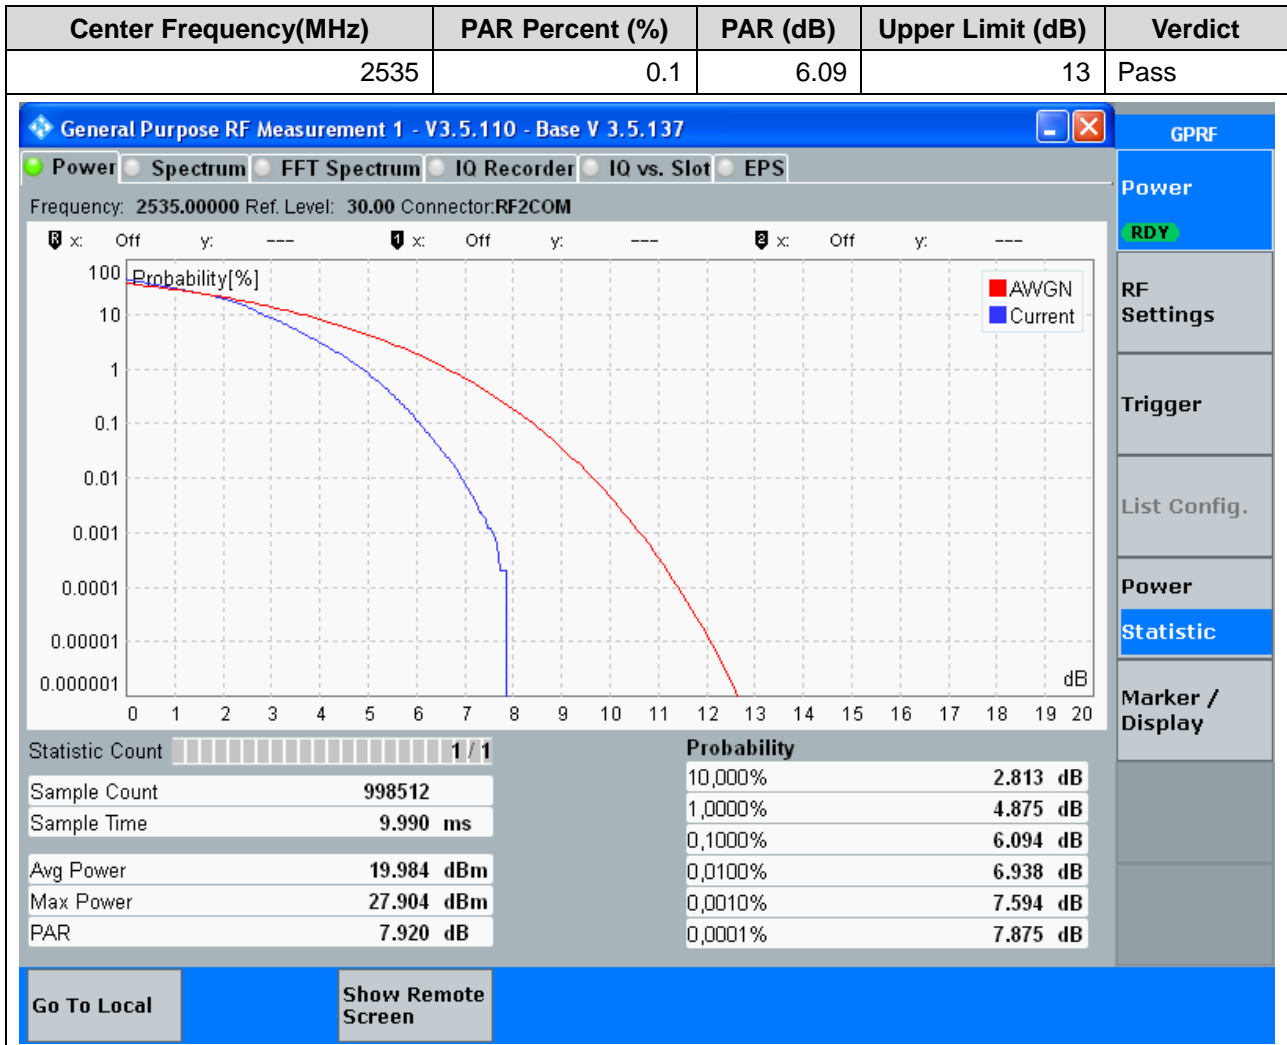 Center Frequency(MHz) PAR Percent (%) PAR (dB) Upper Limit (dB) Verdict
2535 0.1 6.09 13 Pass
General Purpose RF Measurement 1 - V3.5.110 - Base V 3.5.137
GPRF
Power Spectrum FFT Spectrum IQ Recorder IQ vs. Slot EPS
Power
RDY
Frequency: 2535.00000 Ref. Level: 30.00 Connector:RF2COM
R x: Off y: --- 1 x: Off y: --- 2 x: Off y: ---
Probability[%]
AWGN
Current
100
10
1
0.1
0.01
0.001
0.0001
0.00001
0.000001
dB
0 1 2 3 4 5 6 7 8 9 10 11 12 13 14 15 16 17 18 19 20
RF
Settings
Trigger
List Config.
Power
Statistic
Marker /
Display
Statistic Count 1 / 1
Sample Count 998512
Sample Time 9.990 ms
Avg Power 19.984 dBm
Max Power 27.904 dBm
PAR 7.920 dB
Probability
10,000% 2.813 dB
1,0000% 4.875 dB
0,1000% 6.094 dB
0,0100% 6.938 dB
0,0010% 7.594 dB
0,0001% 7.875 dB
Go To Local
Show Remote
Screen